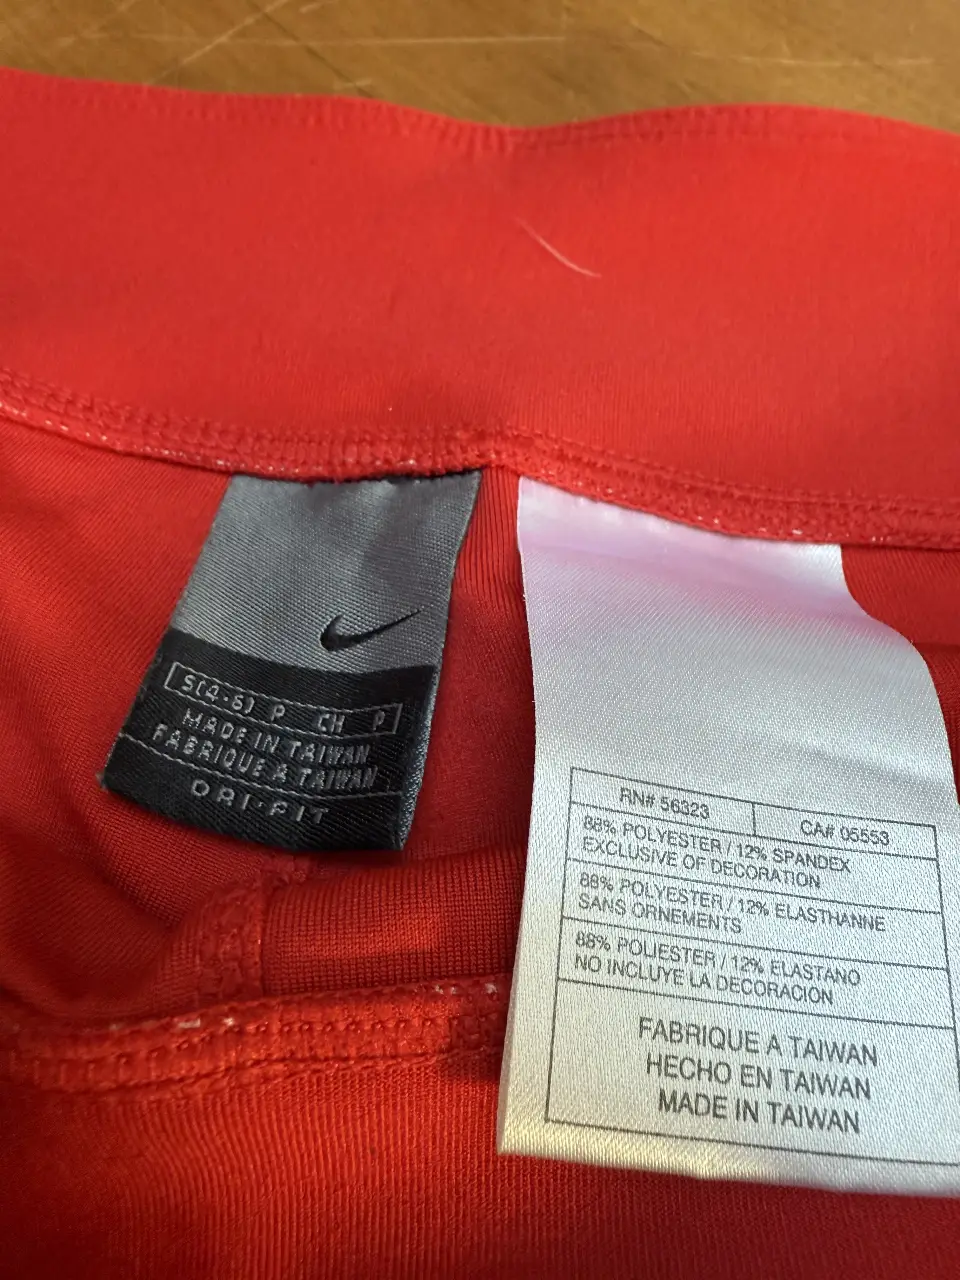 S(4-6) P CH P
MADE IN TAIWAN
FABRIQUE A TAIWAN
DRI-FIT
RN# 56323 CA# 05553
88% POLYESTER / 12% SPANDEX
EXCLUSIVE OF DECORATION
88% POLYESTER / 12% ELASTHANNE
SANS ORNEMENTS
88% POLIESTER / 12% ELASTANO
NO INCLUYE LA DECORACION
FABRIQUE A TAIWAN
HECHO EN TAIWAN
MADE IN TAIWAN